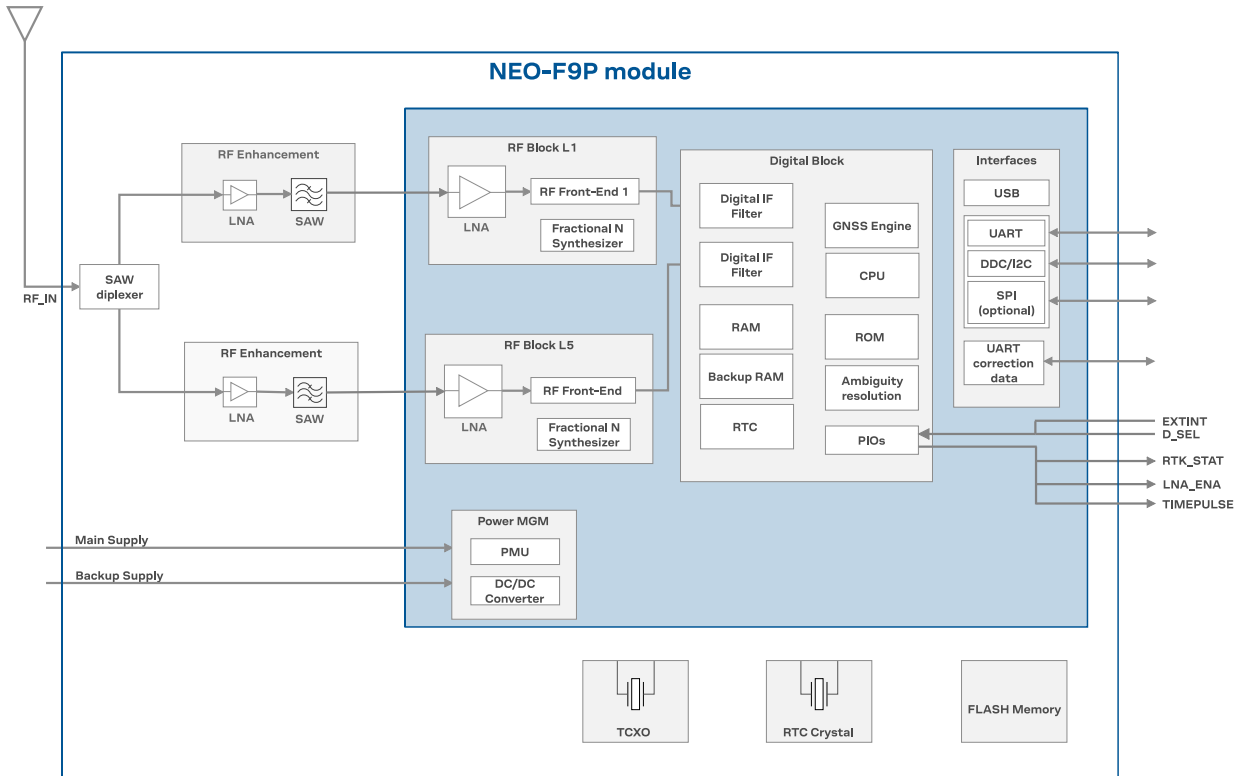 NEO-F9P module
RF_IN
SAW
diplexer
RF Enhancement
LNA
SAW
RF Enhancement
LNA
SAW
RF Block L1
LNA
RF Front-End 1
Fractional N
Synthesizer
RF Block L5
LNA
RF Front-End
Fractional N
Synthesizer
Digital Block
Digital IF
Filter
Digital IF
Filter
RAM
Backup RAM
RTC
GNSS Engine
CPU
ROM
Ambiguity
resolution
PIOs
Interfaces
USB
UART
DDC/I2C
SPI
(optional)
UART
correction
data
EXTINT
D_SEL
RTK_STAT
LNA_ENA
TIMEPULSE
Main Supply
Backup Supply
Power MGM
PMU
DC/DC
Converter
TCXO
RTC Crystal
FLASH Memory